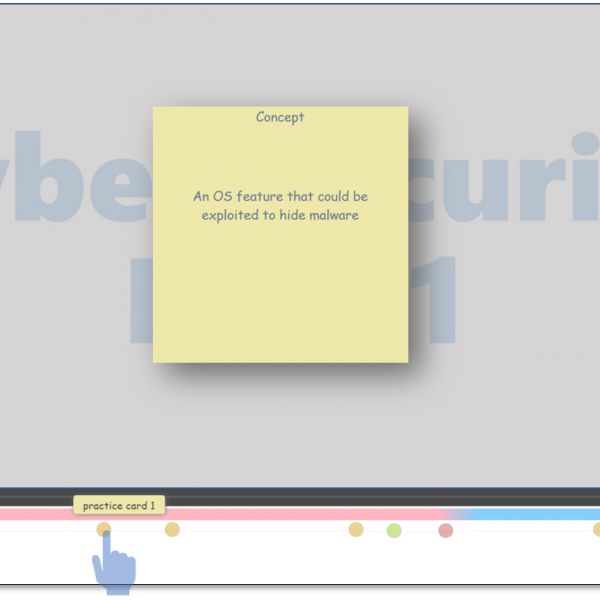 Concept
An OS feature that could be
exploited to hide malware
ybe curi
1
practice card 1